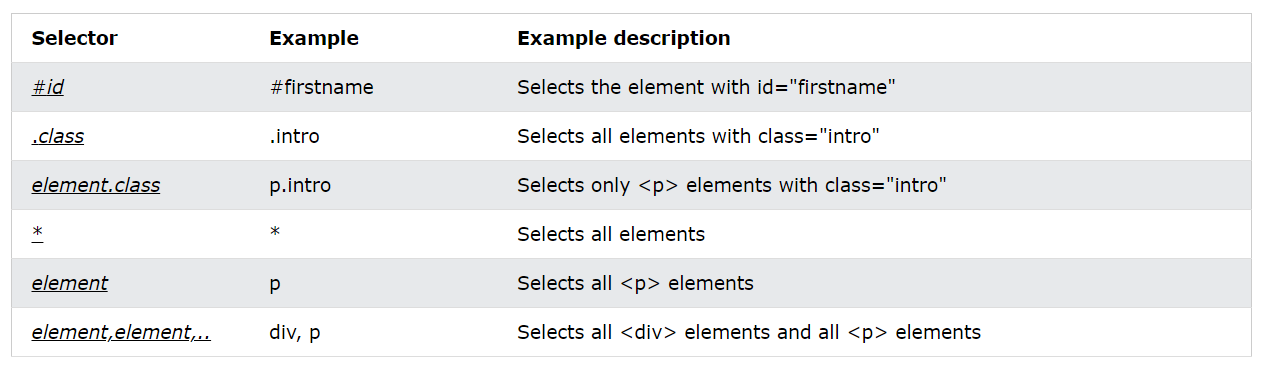 Selector Example Example description
#id #firstname Selects the element with id="firstname"
.class .intro Selects all elements with class="intro"
element.class p.intro Selects only <p> elements with class="intro"
* * Selects all elements
element p Selects all <p> elements
element,element,.. div, p Selects all <div> elements and all <p> elements